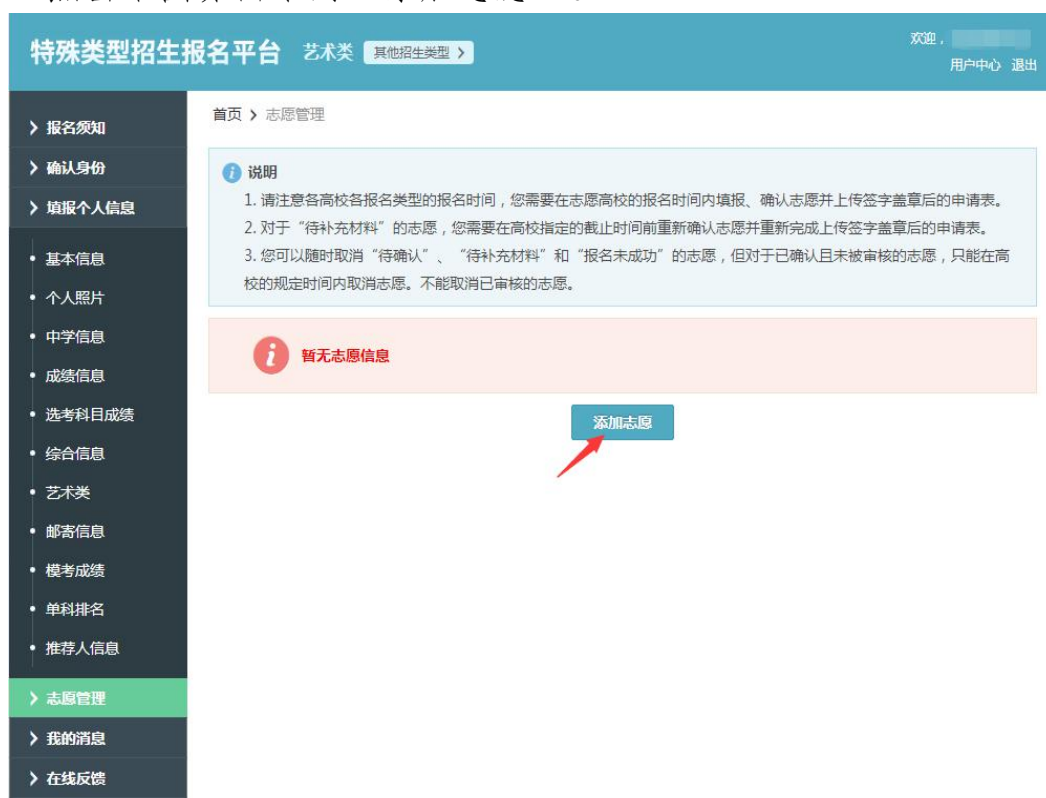 特殊类型招生报名平台 艺术类 其他招生类型 >
欢迎，
用户中心 退出
> 报名须知
> 确认身份
> 填报个人信息
• 基本信息
• 个人照片
• 中学信息
• 成绩信息
• 选考科目成绩
• 综合信息
• 艺术类
• 邮寄信息
• 模考成绩
• 单科排名
• 推荐人信息
> 志愿管理
> 我的消息
> 在线反馈
首页 > 志愿管理
说明
1. 请注意各高校各报名类型的报名时间，您需要在志愿高校的报名时间内填报、确认志愿并上传签字盖章后的申请表。
2. 对于“待补充材料”的志愿，您需要在高校指定的截止时间前重新确认志愿并重新完成上传签字盖章后的申请表。
3. 您可以随时取消“待确认”、“待补充材料”和“报名未成功”的志愿，但对于已确认且未被审核的志愿，只能在高
校的规定时间内取消志愿。不能取消已审核的志愿。
暂无志愿信息
添加志愿